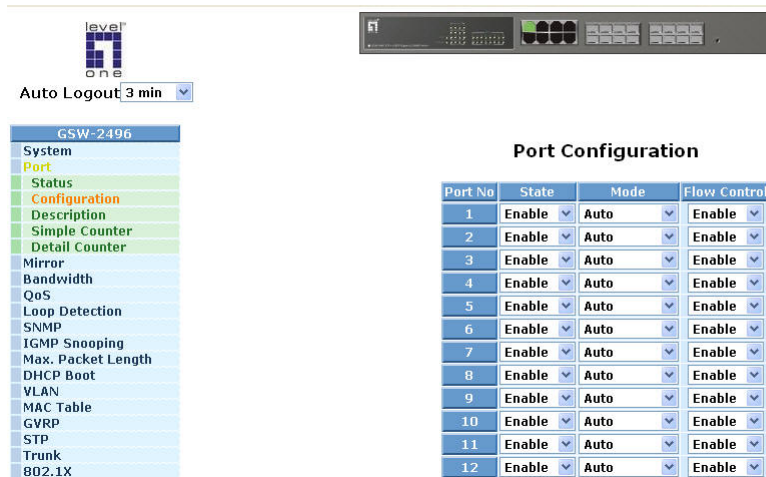 level
one
Auto Logout 3 min
GSW-2496
System
Port
Status
Configuration
Description
Simple Counter
Detail Counter
Mirror
Bandwidth
QoS
Loop Detection
SNMP
IGMP Snooping
Max. Packet Length
DHCP Boot
VLAN
MAC Table
GVRP
STP
Trunk
802.1X
Port Configuration
Port No State Mode Flow Control
1 Enable Auto Enable
2 Enable Auto Enable
3 Enable Auto Enable
4 Enable Auto Enable
5 Enable Auto Enable
6 Enable Auto Enable
7 Enable Auto Enable
8 Enable Auto Enable
9 Enable Auto Enable
10 Enable Auto Enable
11 Enable Auto Enable
12 Enable Auto Enable